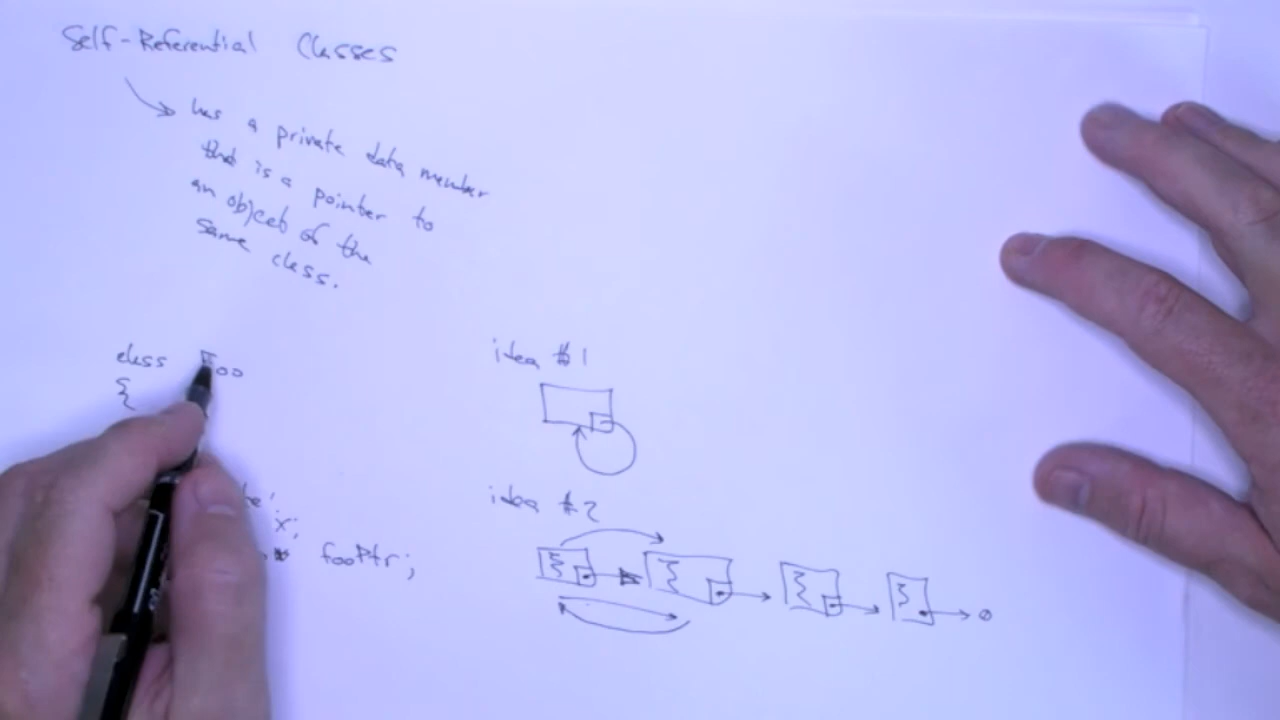 Self-Referential Classes
has a private data member
that is a pointer to
an object of the
same class.
class Foo
{
x;
fooPtr;
idea #1
idea #2